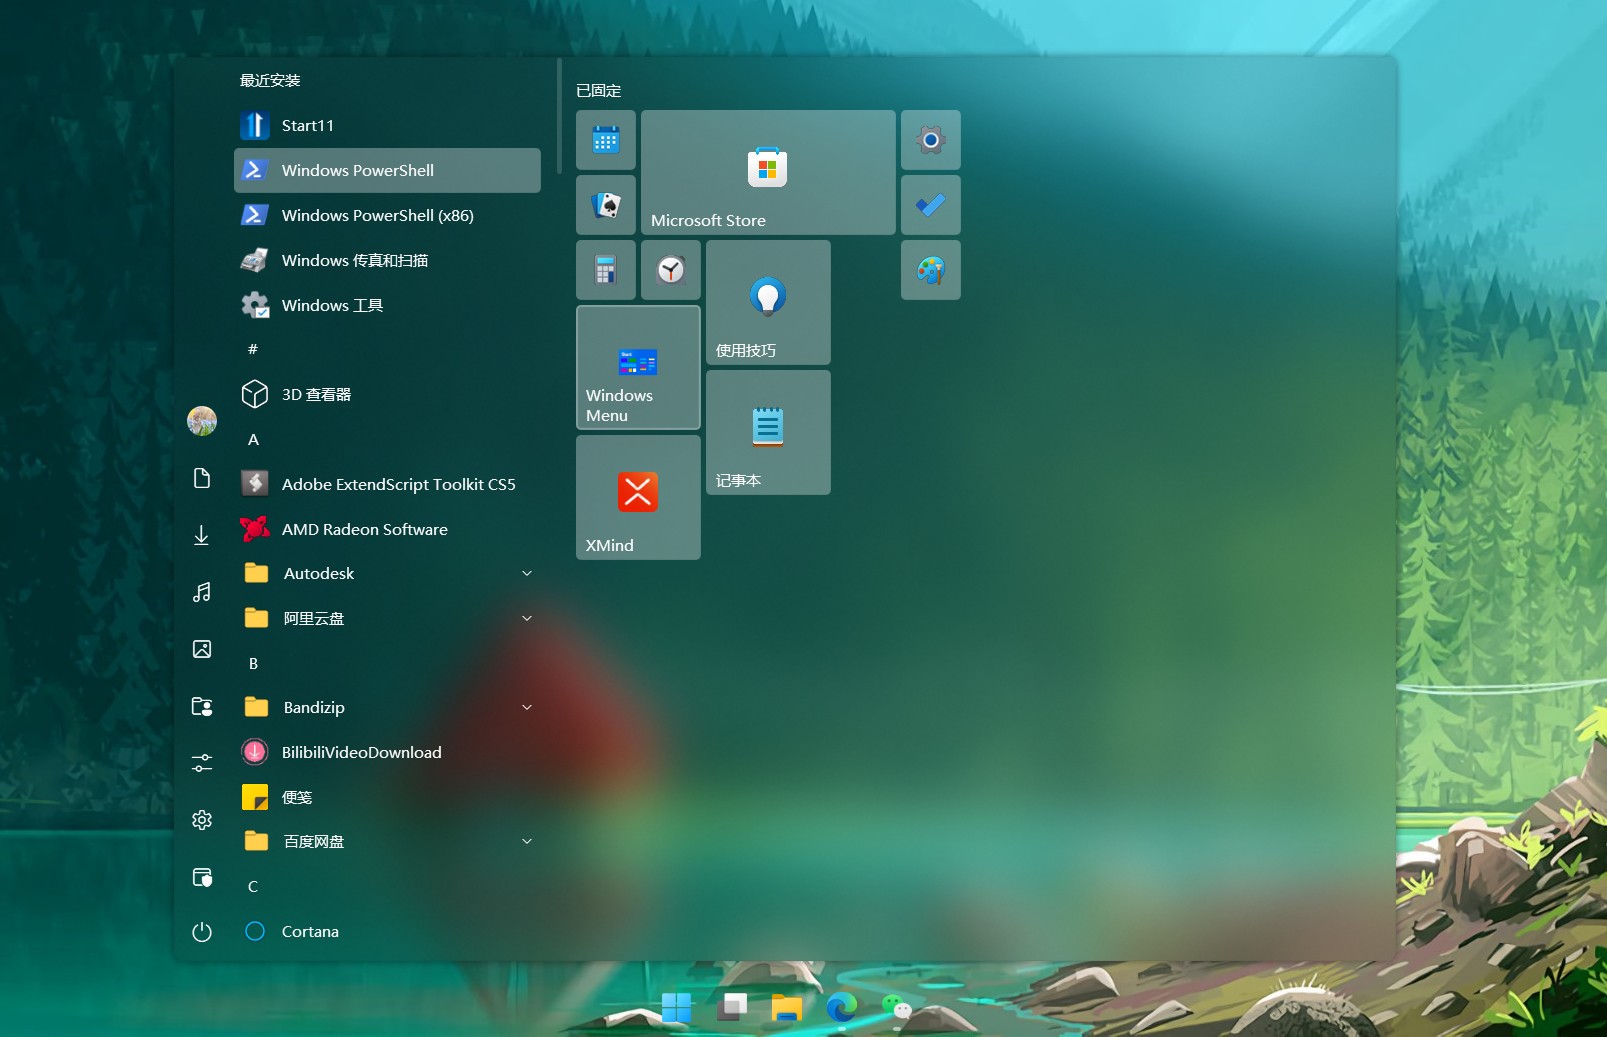 最近安装
Start11
Windows PowerShell
Windows PowerShell (x86)
Windows 传真和扫描
Windows 工具
#
3D 查看器
A
Adobe ExtendScript Toolkit CS5
AMD Radeon Software
Autodesk
阿里云盘
B
Bandizip
BilibiliVideoDownload
便笺
百度网盘
C
Cortana
已固定
Microsoft Store
使用技巧
Start
Windows
Menu
记事本
XMind